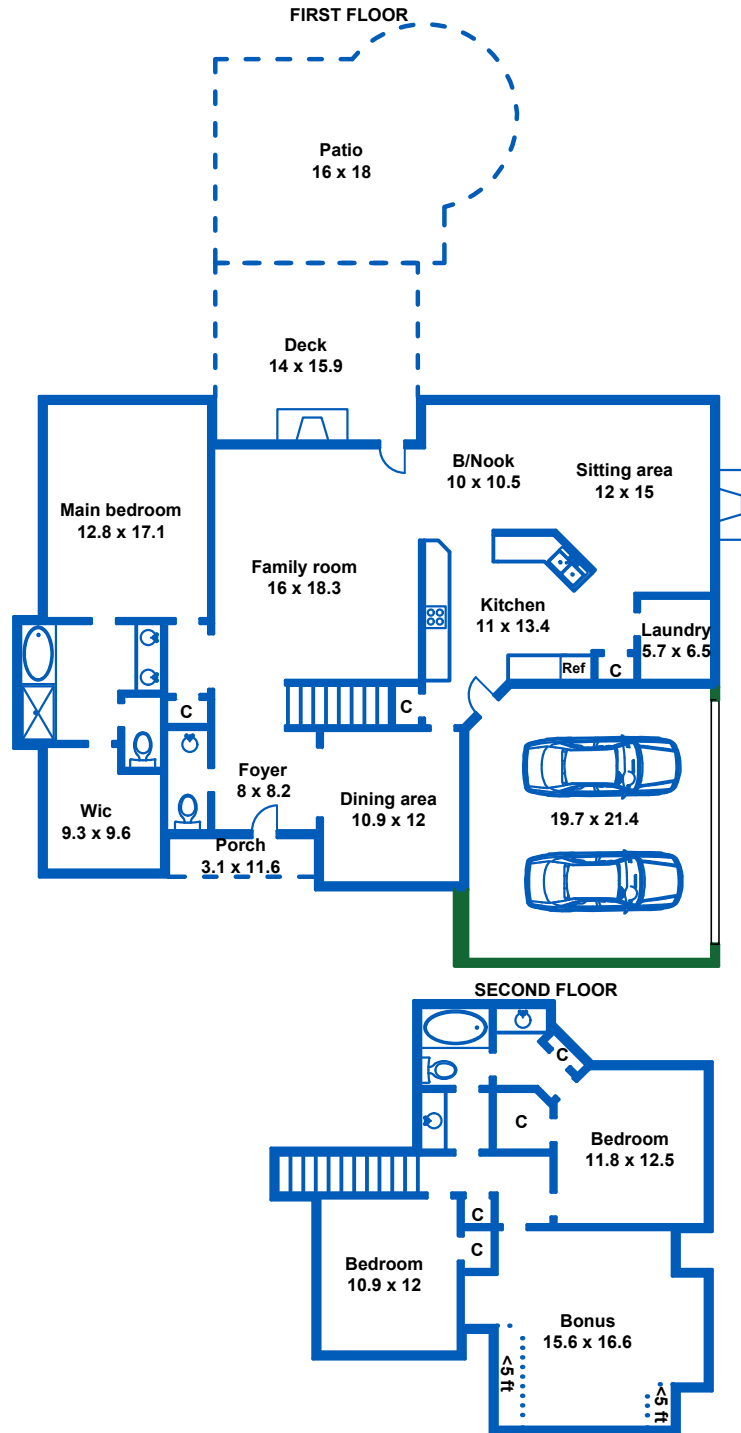 FIRST FLOOR
Patio
16 x 18
Deck
14 x 15.9
B/Nook
10 x 10.5
Sitting area
12 x 15
Main bedroom
12.8 x 17.1
Family room
16 x 18.3
Kitchen
11 x 13.4
Laundry
5.7 x 6.5
Ref
C
C
C
Foyer
8 x 8.2
Dining area
10.9 x 12
19.7 x 21.4
Wic
9.3 x 9.6
Porch
3.1 x 11.6
SECOND FLOOR
C
C
Bedroom
11.8 x 12.5
C
C
Bedroom
10.9 x 12
Bonus
15.6 x 16.6
<5 ft
<5 ft